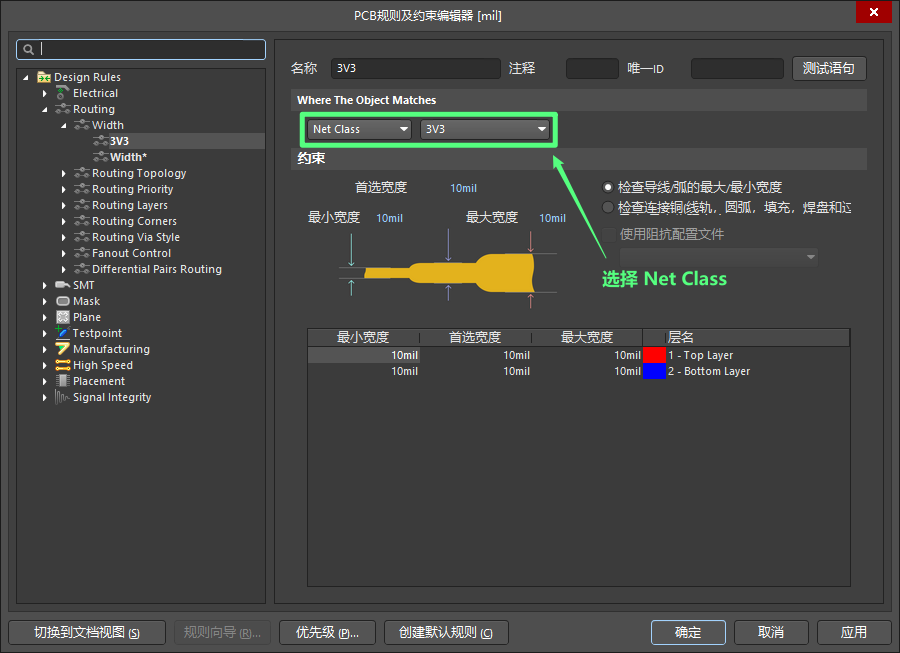 PCB规则及约束编辑器 [mil]
Design Rules
Electrical
Routing
Width
3V3
Width*
Routing Topology
Routing Priority
Routing Layers
Routing Corners
Routing Via Style
Fanout Control
Differential Pairs Routing
SMT
Mask
Plane
Testpoint
Manufacturing
High Speed
Placement
Signal Integrity
名称 3V3 注释 唯一ID 测试语句
Where The Object Matches
Net Class 3V3
约束
首选宽度 10mil
最小宽度 10mil 最大宽度 10mil
检查导线/弧的最大/最小宽度
检查连接铜(线轨,. 圆弧，填充，焊盘和过
使用阻抗配置文件
选择 Net Class
最小宽度 首选宽度 最大宽度 层名
10mil 10mil 10mil 1 - Top Layer
10mil 10mil 10mil 2 - Bottom Layer
切换到文档视图 (S) 规则向导 (R)... 优先级 (P)... 创建默认规则 (C) 确定 取消 应用